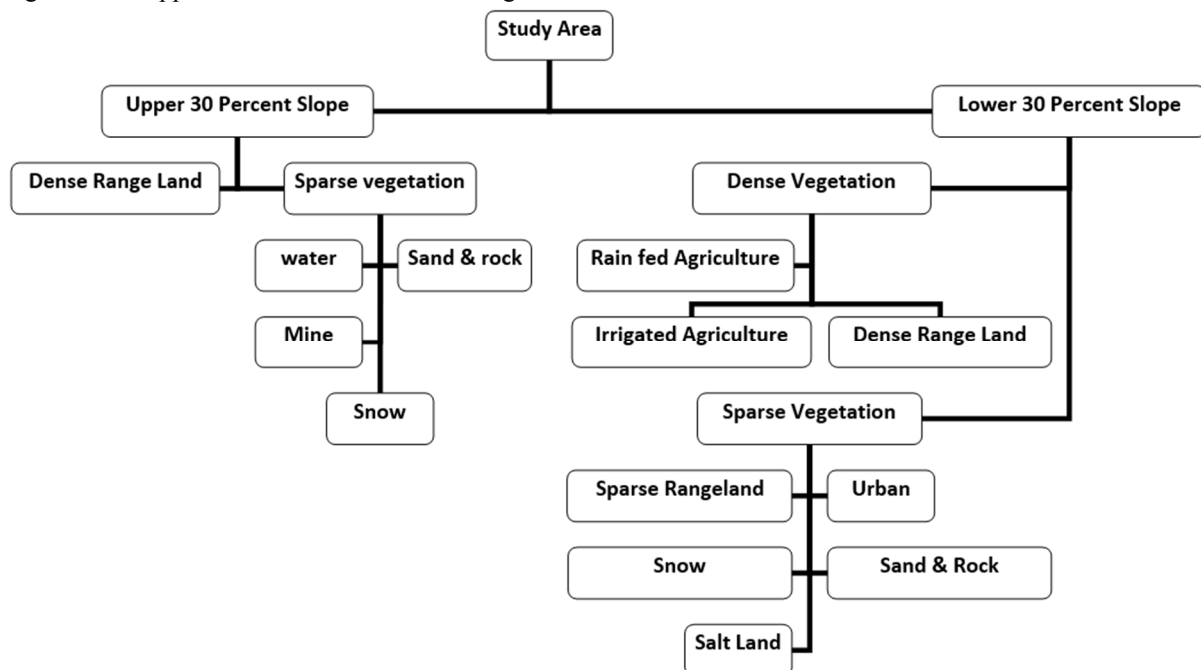 Study Area
Upper 30 Percent Slope
Lower 30 Percent Slope
Dense Range Land
Sparse vegetation
Dense Vegetation
water
Sand & rock
Rain fed Agriculture
Mine
Irrigated Agriculture
Dense Range Land
Snow
Sparse Vegetation
Sparse Rangeland
Urban
Snow
Sand & Rock
Salt Land